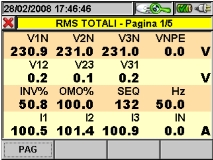 28/02/2008 17:46:46
RMS TOTALI - Pagina 1/5
V1N V2N V3N VNPE
230.9 231.0 231.0 0.0 V
V12 V23 V31
0.2 0.1 0.2 V
INV% OMO% SEQ Hz
50.8 100.0 132 50.0
I1 I2 I3 IN
100.5 101.4 100.9 0.0 A
PAG